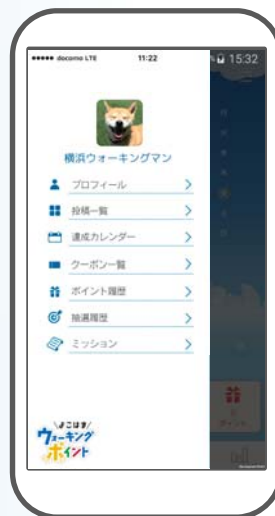 docomo LTE 11:22
15:32
横浜ウォーキングマン
プロフィール
投稿一覧
達成カレンダー
クーポン一覧
ポイント履歴
抽選履歴
ミッション
よこはま
ウォーキング
ポイント